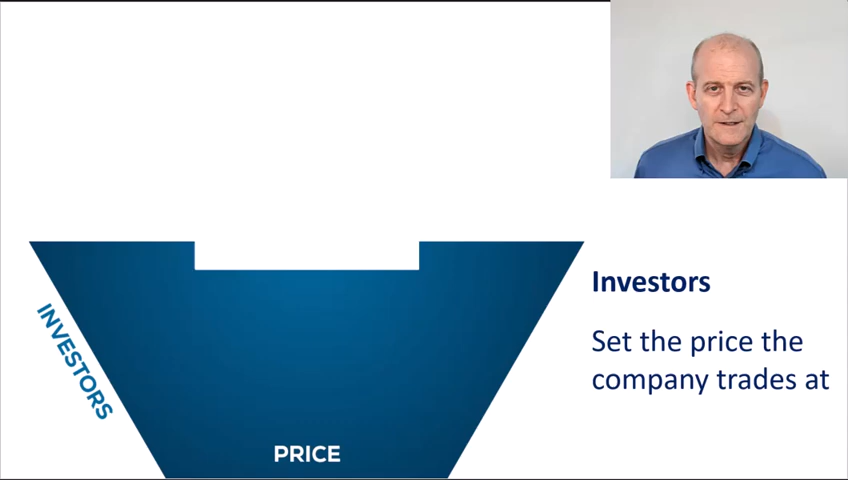 INVESTORS
PRICE
Investors
Set the price the
company trades at